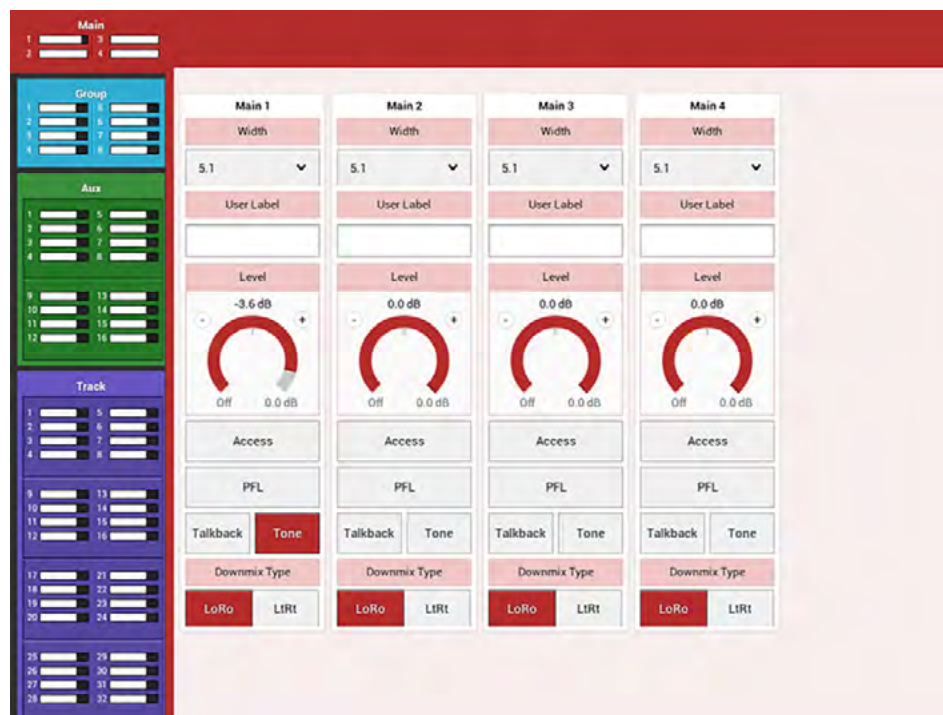 Main
1 3
2 4
Group
1 5
2 6
3 7
4 8
Aux
1 5
2 6
3 7
4 8
9 13
10 14
11 15
12 16
Track
1 5
2 6
3 7
4 8
9 13
10 14
11 15
12 16
17 21
18 22
19 23
20 24
25 29
26 30
27 31
28 32
Main 1 Main 2 Main 3 Main 4
Width Width Width Width
5.1 5.1 5.1 5.1
User Label User Label User Label User Label
Level Level Level Level
-3.6 dB 0.0 dB 0.0 dB 0.0 dB
- + - + - + - +
Off 0.0 dB Off 0.0 dB Off 0.0 dB Off 0.0 dB
Access Access Access Access
PFL PFL PFL PFL
Talkback Tone Talkback Tone Talkback Tone Talkback Tone
Downmix Type Downmix Type Downmix Type Downmix Type
LoRo LtRt LoRo LtRt LoRo LtRt LoRo LtRt